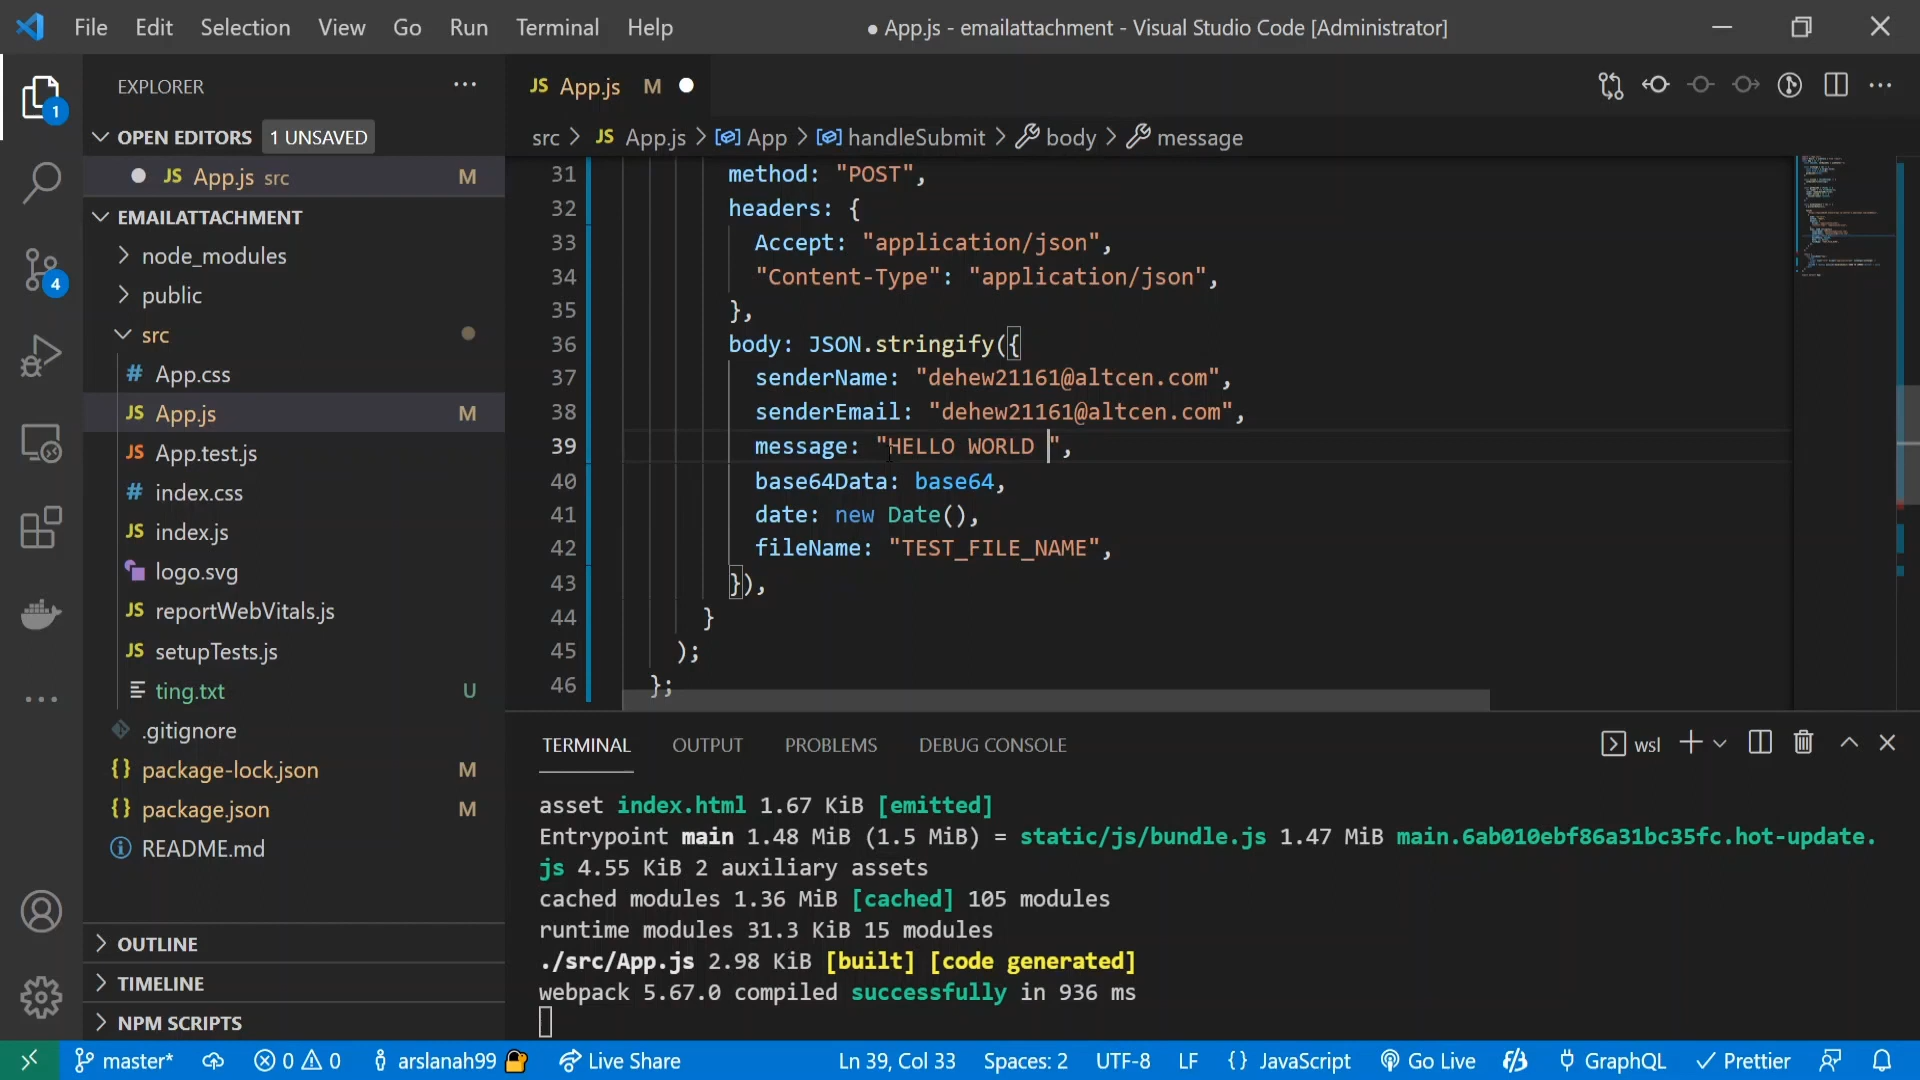 File Edit Selection View Go Run Terminal Help
● App.js - emailattachment - Visual Studio Code [Administrator]
EXPLORER
1
OPEN EDITORS 1 UNSAVED
JS App.js src M
EMAILATTACHMENT
node_modules
public
4
src
# App.css
JS App.js M
JS App.test.js
# index.css
JS index.js
logo.svg
JS reportWebVitals.js
JS setupTests.js
ting.txt U
.gitignore
{} package-lock.json M
{} package.json M
README.md
OUTLINE
TIMELINE
NPM SCRIPTS
JS App.js M
src > JS App.js > App > handleSubmit > body > message
31 method: "POST",
32 headers: {
33 Accept: "application/json",
34 "Content-Type": "application/json",
35 },
36 body: JSON.stringify({
37 senderName: "dehew21161@altcen.com",
38 senderEmail: "dehew21161@altcen.com",
39 message: "HELLO WORLD ",
40 base64Data: base64,
41 date: new Date(),
42 fileName: "TEST_FILE_NAME",
43 }),
44 }
45 );
46 };
TERMINAL OUTPUT PROBLEMS DEBUG CONSOLE
wsl
asset index.html 1.67 KiB [emitted]
Entrypoint main 1.48 MiB (1.5 MiB) = static/js/bundle.js 1.47 MiB main.6ab010ebf86a31bc35fc.hot-update.
js 4.55 KiB 2 auxiliary assets
cached modules 1.36 MiB [cached] 105 modules
runtime modules 31.3 KiB 15 modules
./src/App.js 2.98 KiB [built] [code generated]
webpack 5.67.0 compiled successfully in 936 ms
master* 0 0 arslanah99 Live Share Ln 39, Col 33 Spaces: 2 UTF-8 LF {} JavaScript Go Live GraphQL Prettier